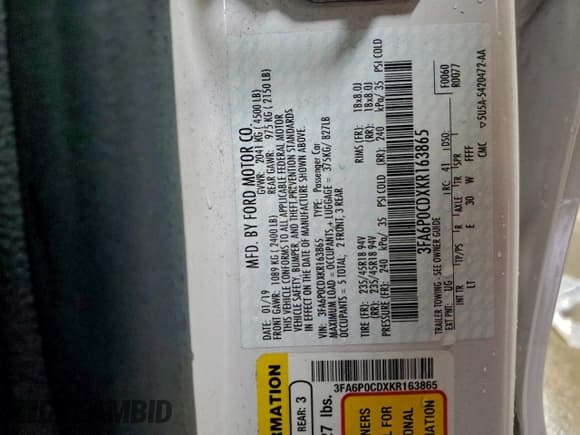 MFD. BY FORD MOTOR CO.
DATE: 01/19
GVWR: 2041 KG ( 4500 LB)
FRONT GAWR: 1089 KG ( 2400 LB)
REAR GAWR: 975 KG ( 2150 LB)
THIS VEHICLE CONFORMS TO ALL APPLICABLE FEDERAL MOTOR
VEHICLE SAFETY, BUMPER, AND THEFT PREVENTION STANDARDS
IN EFFECT ON THE DATE OF MANUFACTURE SHOWN ABOVE.
VIN: 3FA6P0CDXKR163865
TYPE: Passenger Car
MAXIMUM LOAD = OCCUPANTS + LUGGAGE = 375KG/ 827LB
OCCUPANTS = 5 TOTAL; 2 FRONT, 3 REAR
TIRE (FR): 235/45R18 94V RIMS (FR): 18x8.0J
(RR): 235/45R18 94V (RR): 18x8.0J
PRESSURE (FR): 240 kPa/ 35 PSI COLD (RR): 240 kPa/ 35 PSI COLD
3FA6P0CDXKR163865
TRAILER TOWING: SEE OWNER GUIDE
F0060
R0077
EXT PNT: UG RC: 41 DSO:
INT TR TP/PS R AXLE TR SPR
LT E 30 W FFFF
CMC ▽5U5A-5420472-AA
3FA6P0CDXKR163865
REAR: 3
27 lbs.